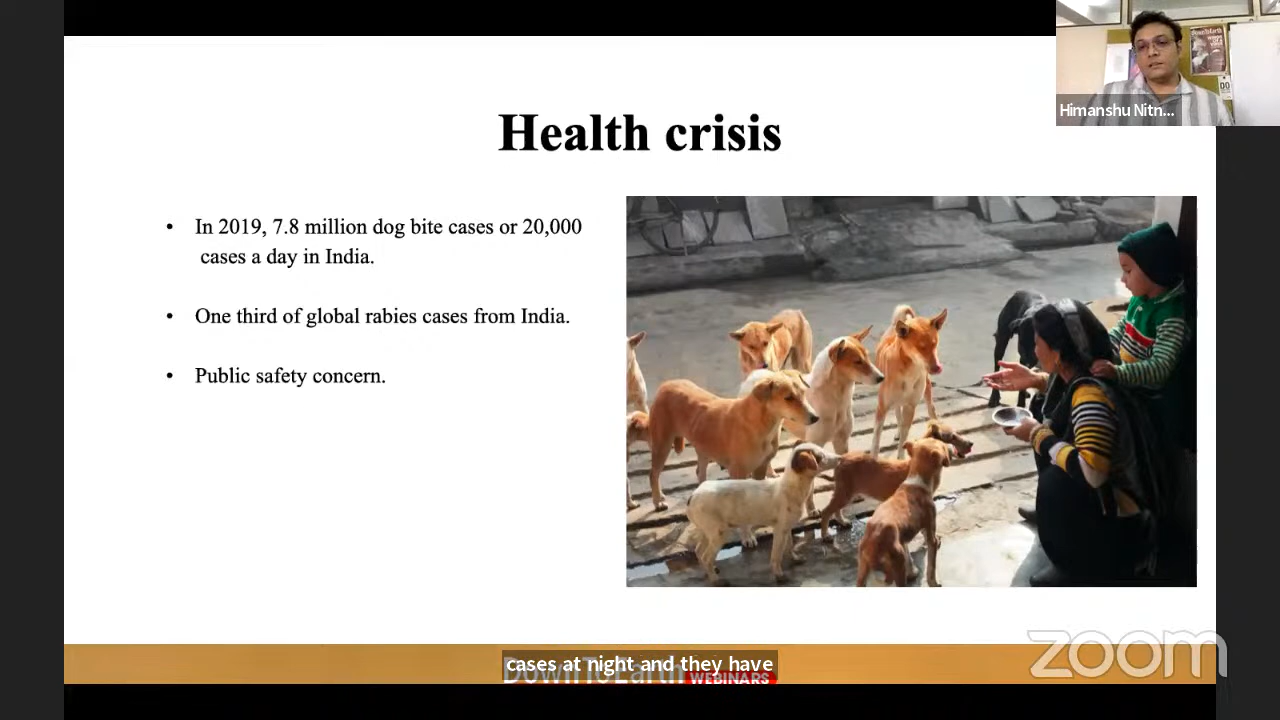 Himanshu Nitn...
Health crisis
• In 2019, 7.8 million dog bite cases or 20,000
cases a day in India.
• One third of global rabies cases from India.
• Public safety concern.
cases at night and they have
DownToEarth WEBINARS
zoom